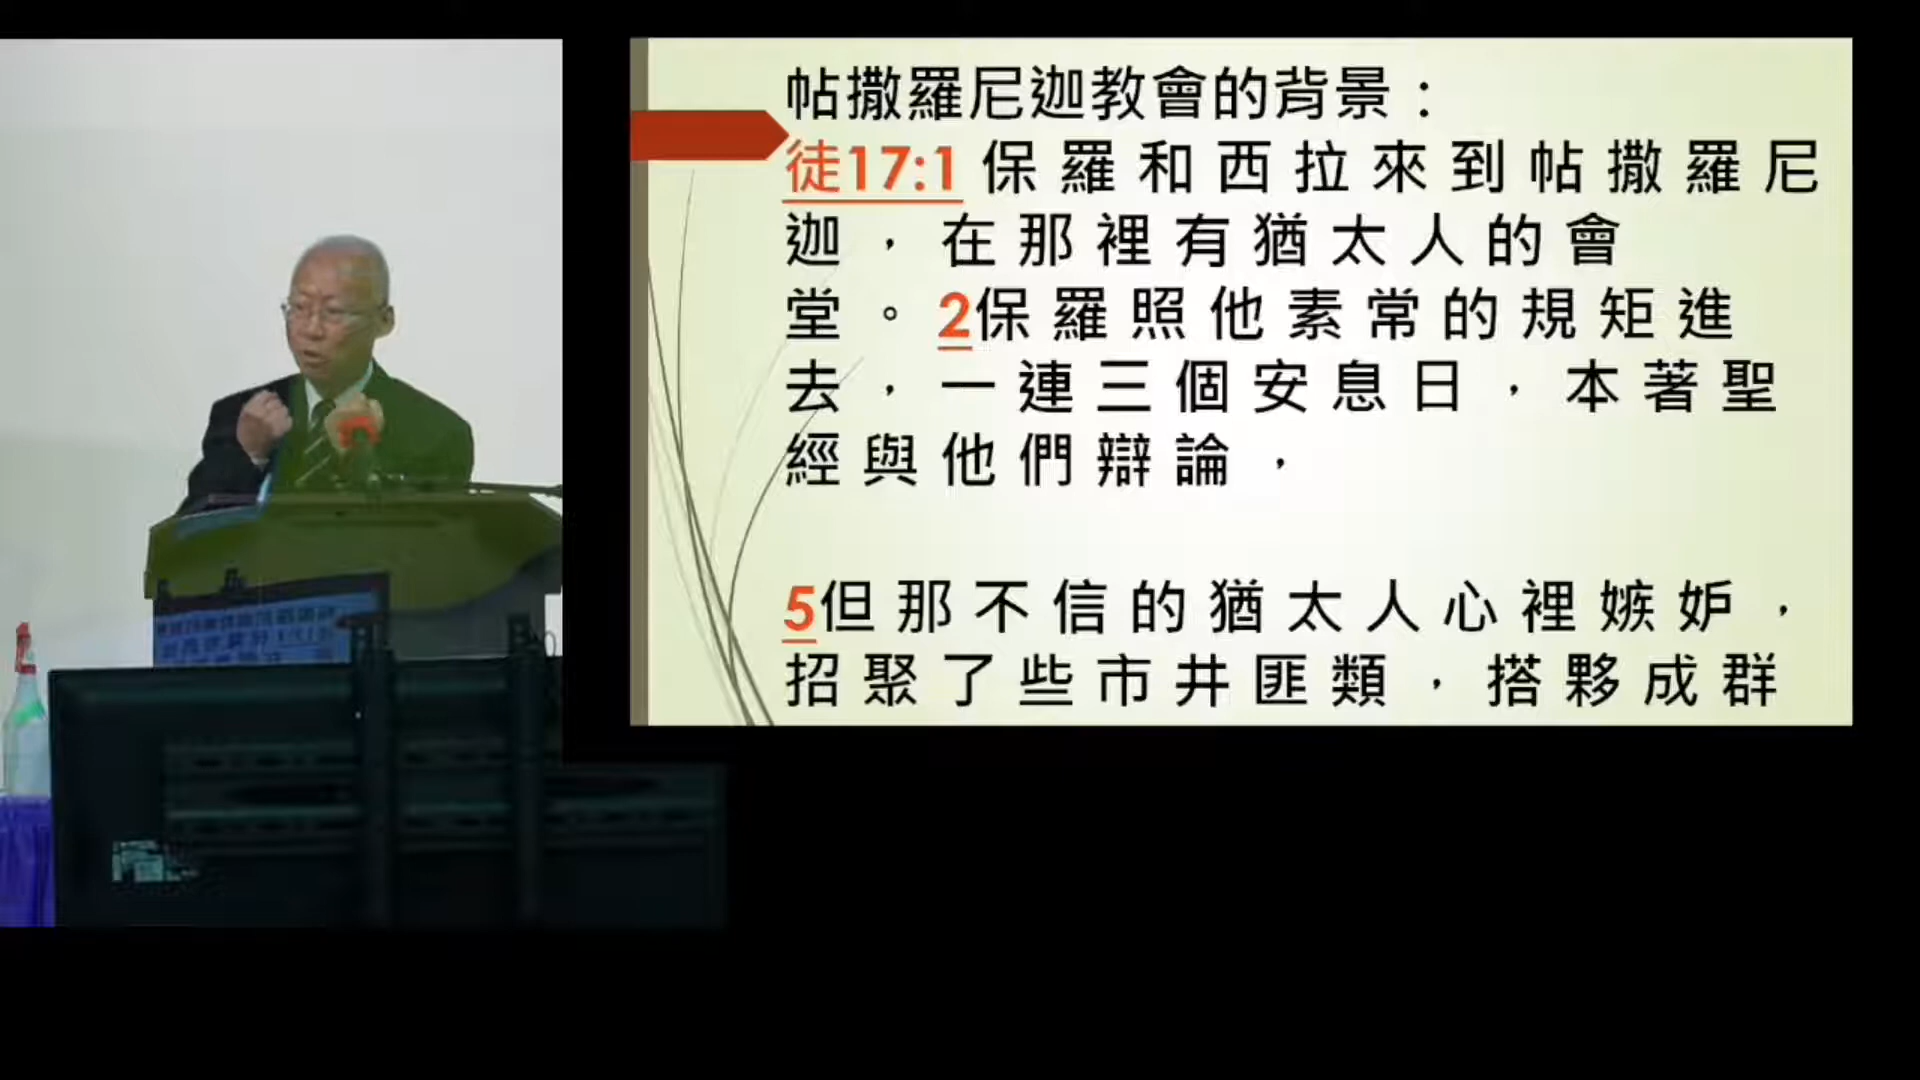 帖撒羅尼迦教會的背景：
徒17:1 保羅和西拉來到帖撒羅尼
迦，在那裡有猶太人的會
堂。2保羅照他素常的規矩進
去，一連三個安息日，本著聖
經與他們辯論，
5但那不信的猶太人心裡嫉妒，
招聚了些市井匪類，搭夥成群